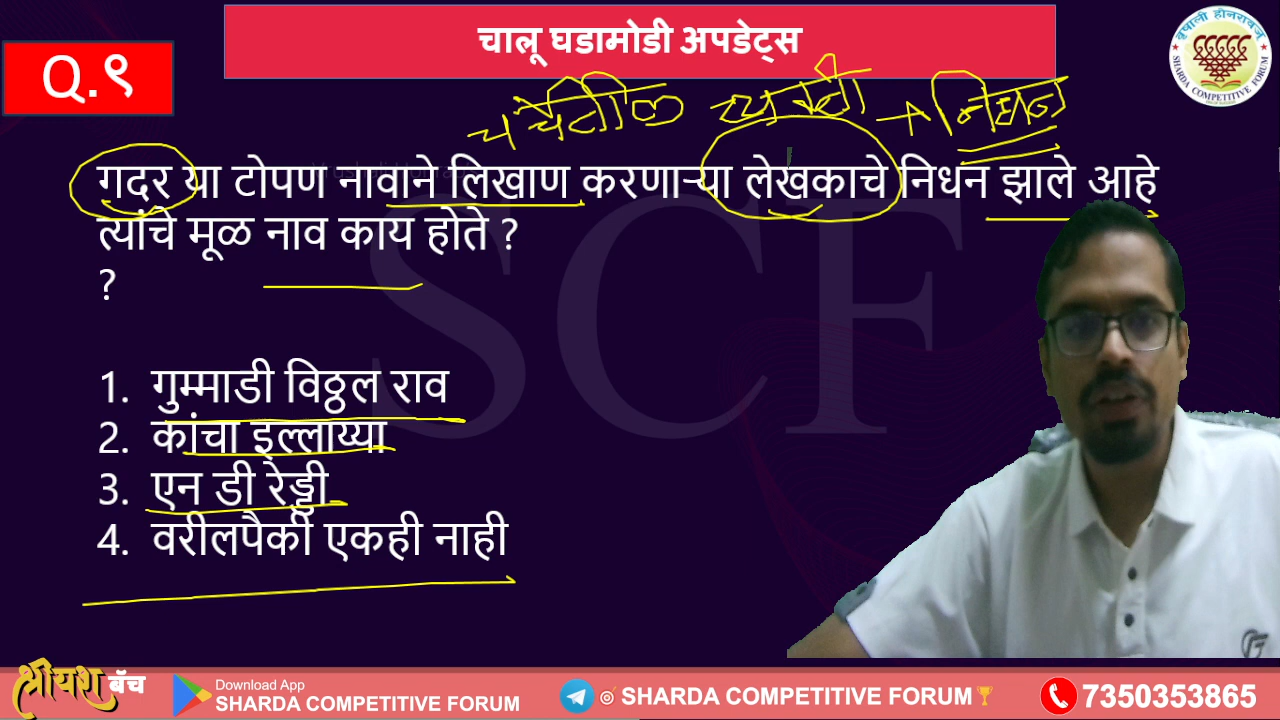 चालू घडामोडी अपडेट्स
Q.९
चर्चेतील व्यक्ती → निधन
गदर या टोपण नावाने लिखाण करणाऱ्या लेखकाचे निधन झाले आहे
त्यांचे मूळ नाव काय होते ?
?
1. गुम्माडी विठ्ठल राव
2. कांचा इल्लाय्या
3. एन डी रेड्डी
4. वरीलपैकी एकही नाही
SCF
SHARDA COMPETITIVE FORUM
श्रीयश बॅच
Download App
SHARDA COMPETITIVE FORUM
SHARDA COMPETITIVE FORUM
7350353865